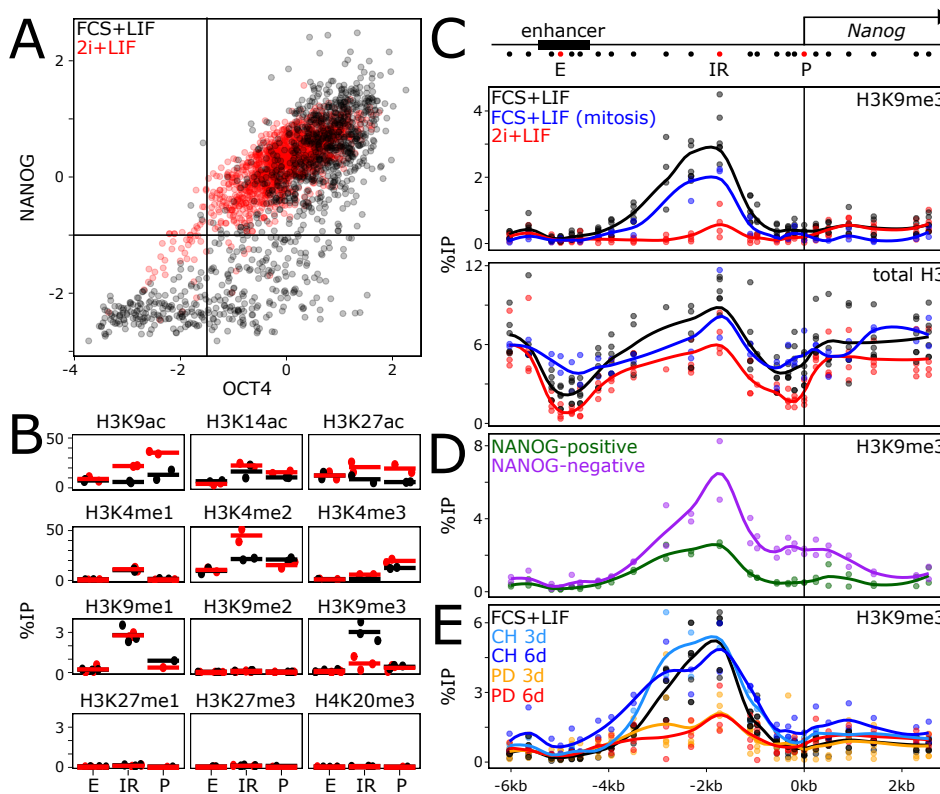 A
FCS+LIF
2i+LIF
NANOG
2
0
-2
-4
-2
0
2
OCT4
B
H3K9ac
H3K14ac
H3K27ac
50
0
H3K4me1
H3K4me2
H3K4me3
50
0
%IP
H3K9me1
H3K9me2
H3K9me3
3
0
H3K27me1
H3K27me3
H4K20me3
3
0
E IR P
E IR P
E IR P
C
enhancer
Nanog
E
IR
P
FCS+LIF
FCS+LIF (mitosis)
2i+LIF
H3K9me3
4
2
0
%IP
total H3
12
6
0
D
NANOG-positive
NANOG-negative
H3K9me3
8
4
0
%IP
E
FCS+LIF
CH 3d
CH 6d
PD 3d
PD 6d
H3K9me3
6
4
2
0
%IP
-6kb
-4kb
-2kb
0kb
2kb